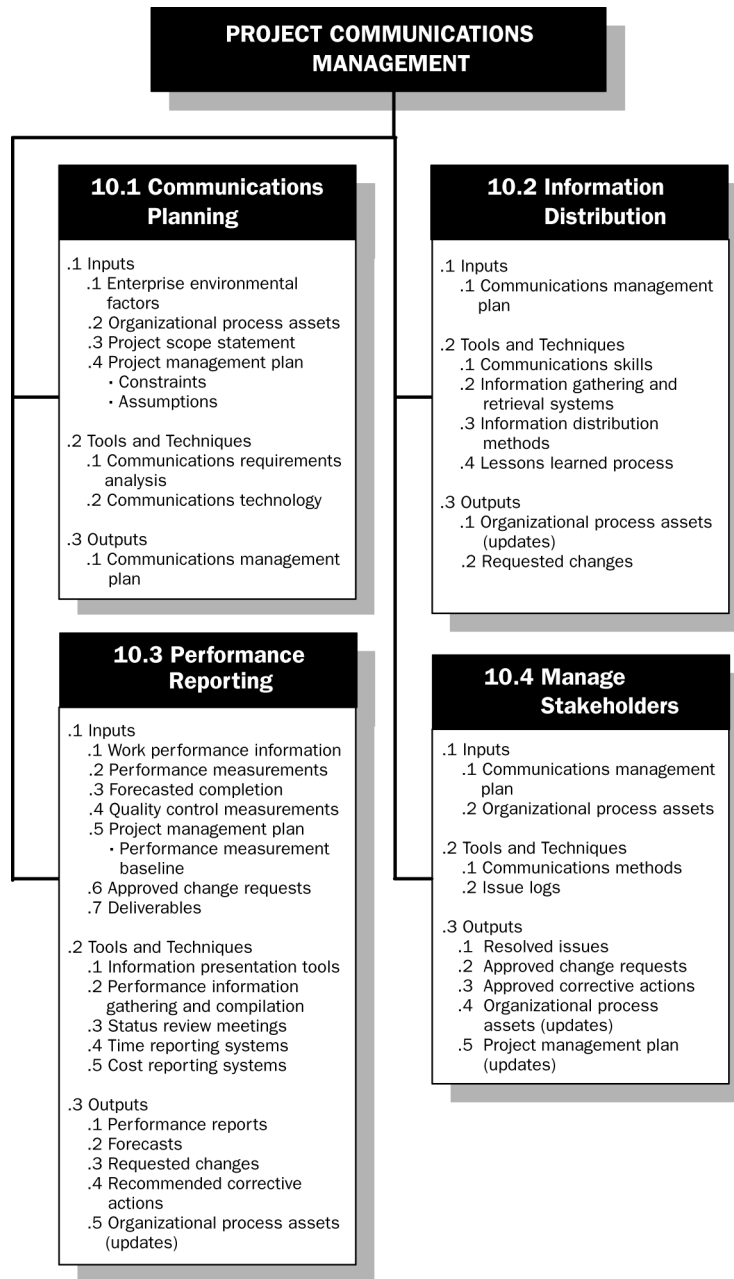 PROJECT COMMUNICATIONS
MANAGEMENT
10.1 Communications
Planning
.1 Inputs
.1 Enterprise environmental
factors
.2 Organizational process assets
.3 Project scope statement
.4 Project management plan
· Constraints
· Assumptions
.2 Tools and Techniques
.1 Communications requirements
analysis
.2 Communications technology
.3 Outputs
.1 Communications management
plan
10.2 Information
Distribution
.1 Inputs
.1 Communications management
plan
.2 Tools and Techniques
.1 Communications skills
.2 Information gathering and
retrieval systems
.3 Information distribution
methods
.4 Lessons learned process
.3 Outputs
.1 Organizational process assets
(updates)
.2 Requested changes
10.3 Performance
Reporting
.1 Inputs
.1 Work performance information
.2 Performance measurements
.3 Forecasted completion
.4 Quality control measurements
.5 Project management plan
· Performance measurement
baseline
.6 Approved change requests
.7 Deliverables
.2 Tools and Techniques
.1 Information presentation tools
.2 Performance information
gathering and compilation
.3 Status review meetings
.4 Time reporting systems
.5 Cost reporting systems
.3 Outputs
.1 Performance reports
.2 Forecasts
.3 Requested changes
.4 Recommended corrective
actions
.5 Organizational process assets
(updates)
10.4 Manage
Stakeholders
.1 Inputs
.1 Communications management
plan
.2 Organizational process assets
.2 Tools and Techniques
.1 Communications methods
.2 Issue logs
.3 Outputs
.1 Resolved issues
.2 Approved change requests
.3 Approved corrective actions
.4 Organizational process
assets (updates)
.5 Project management plan
(updates)